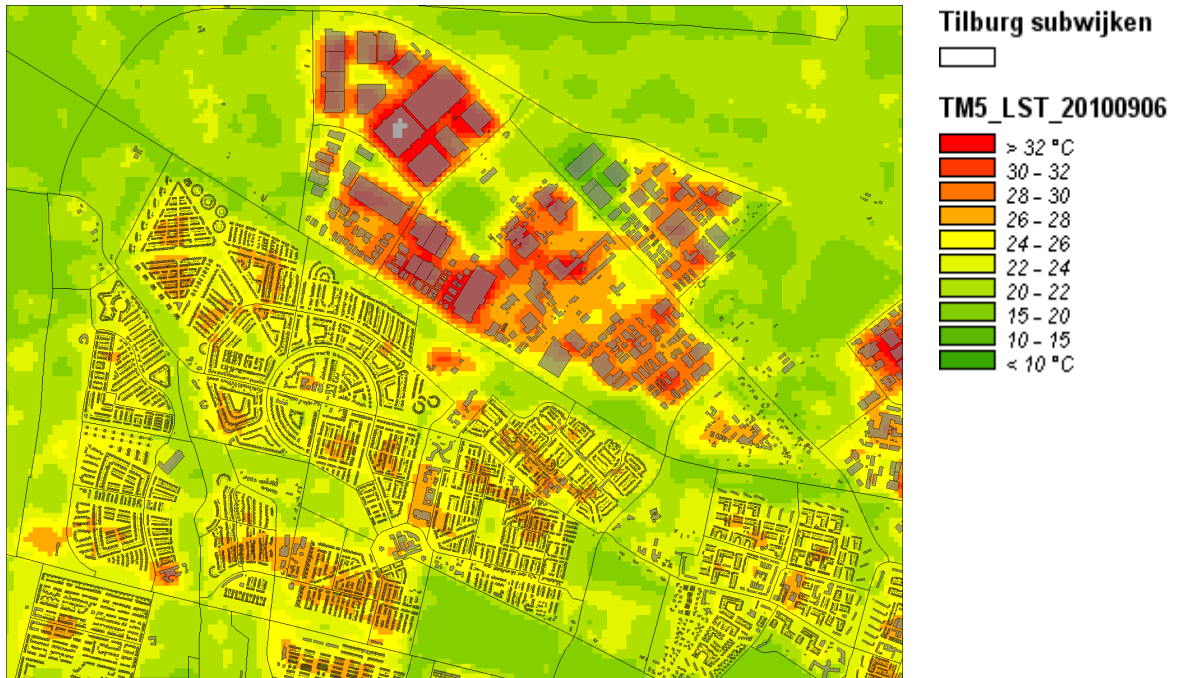 Tilburg subwijken
TM5_LST_20100906
> 32 °C
30 - 32
28 - 30
26 - 28
24 - 26
22 - 24
20 - 22
15 - 20
10 - 15
< 10 °C